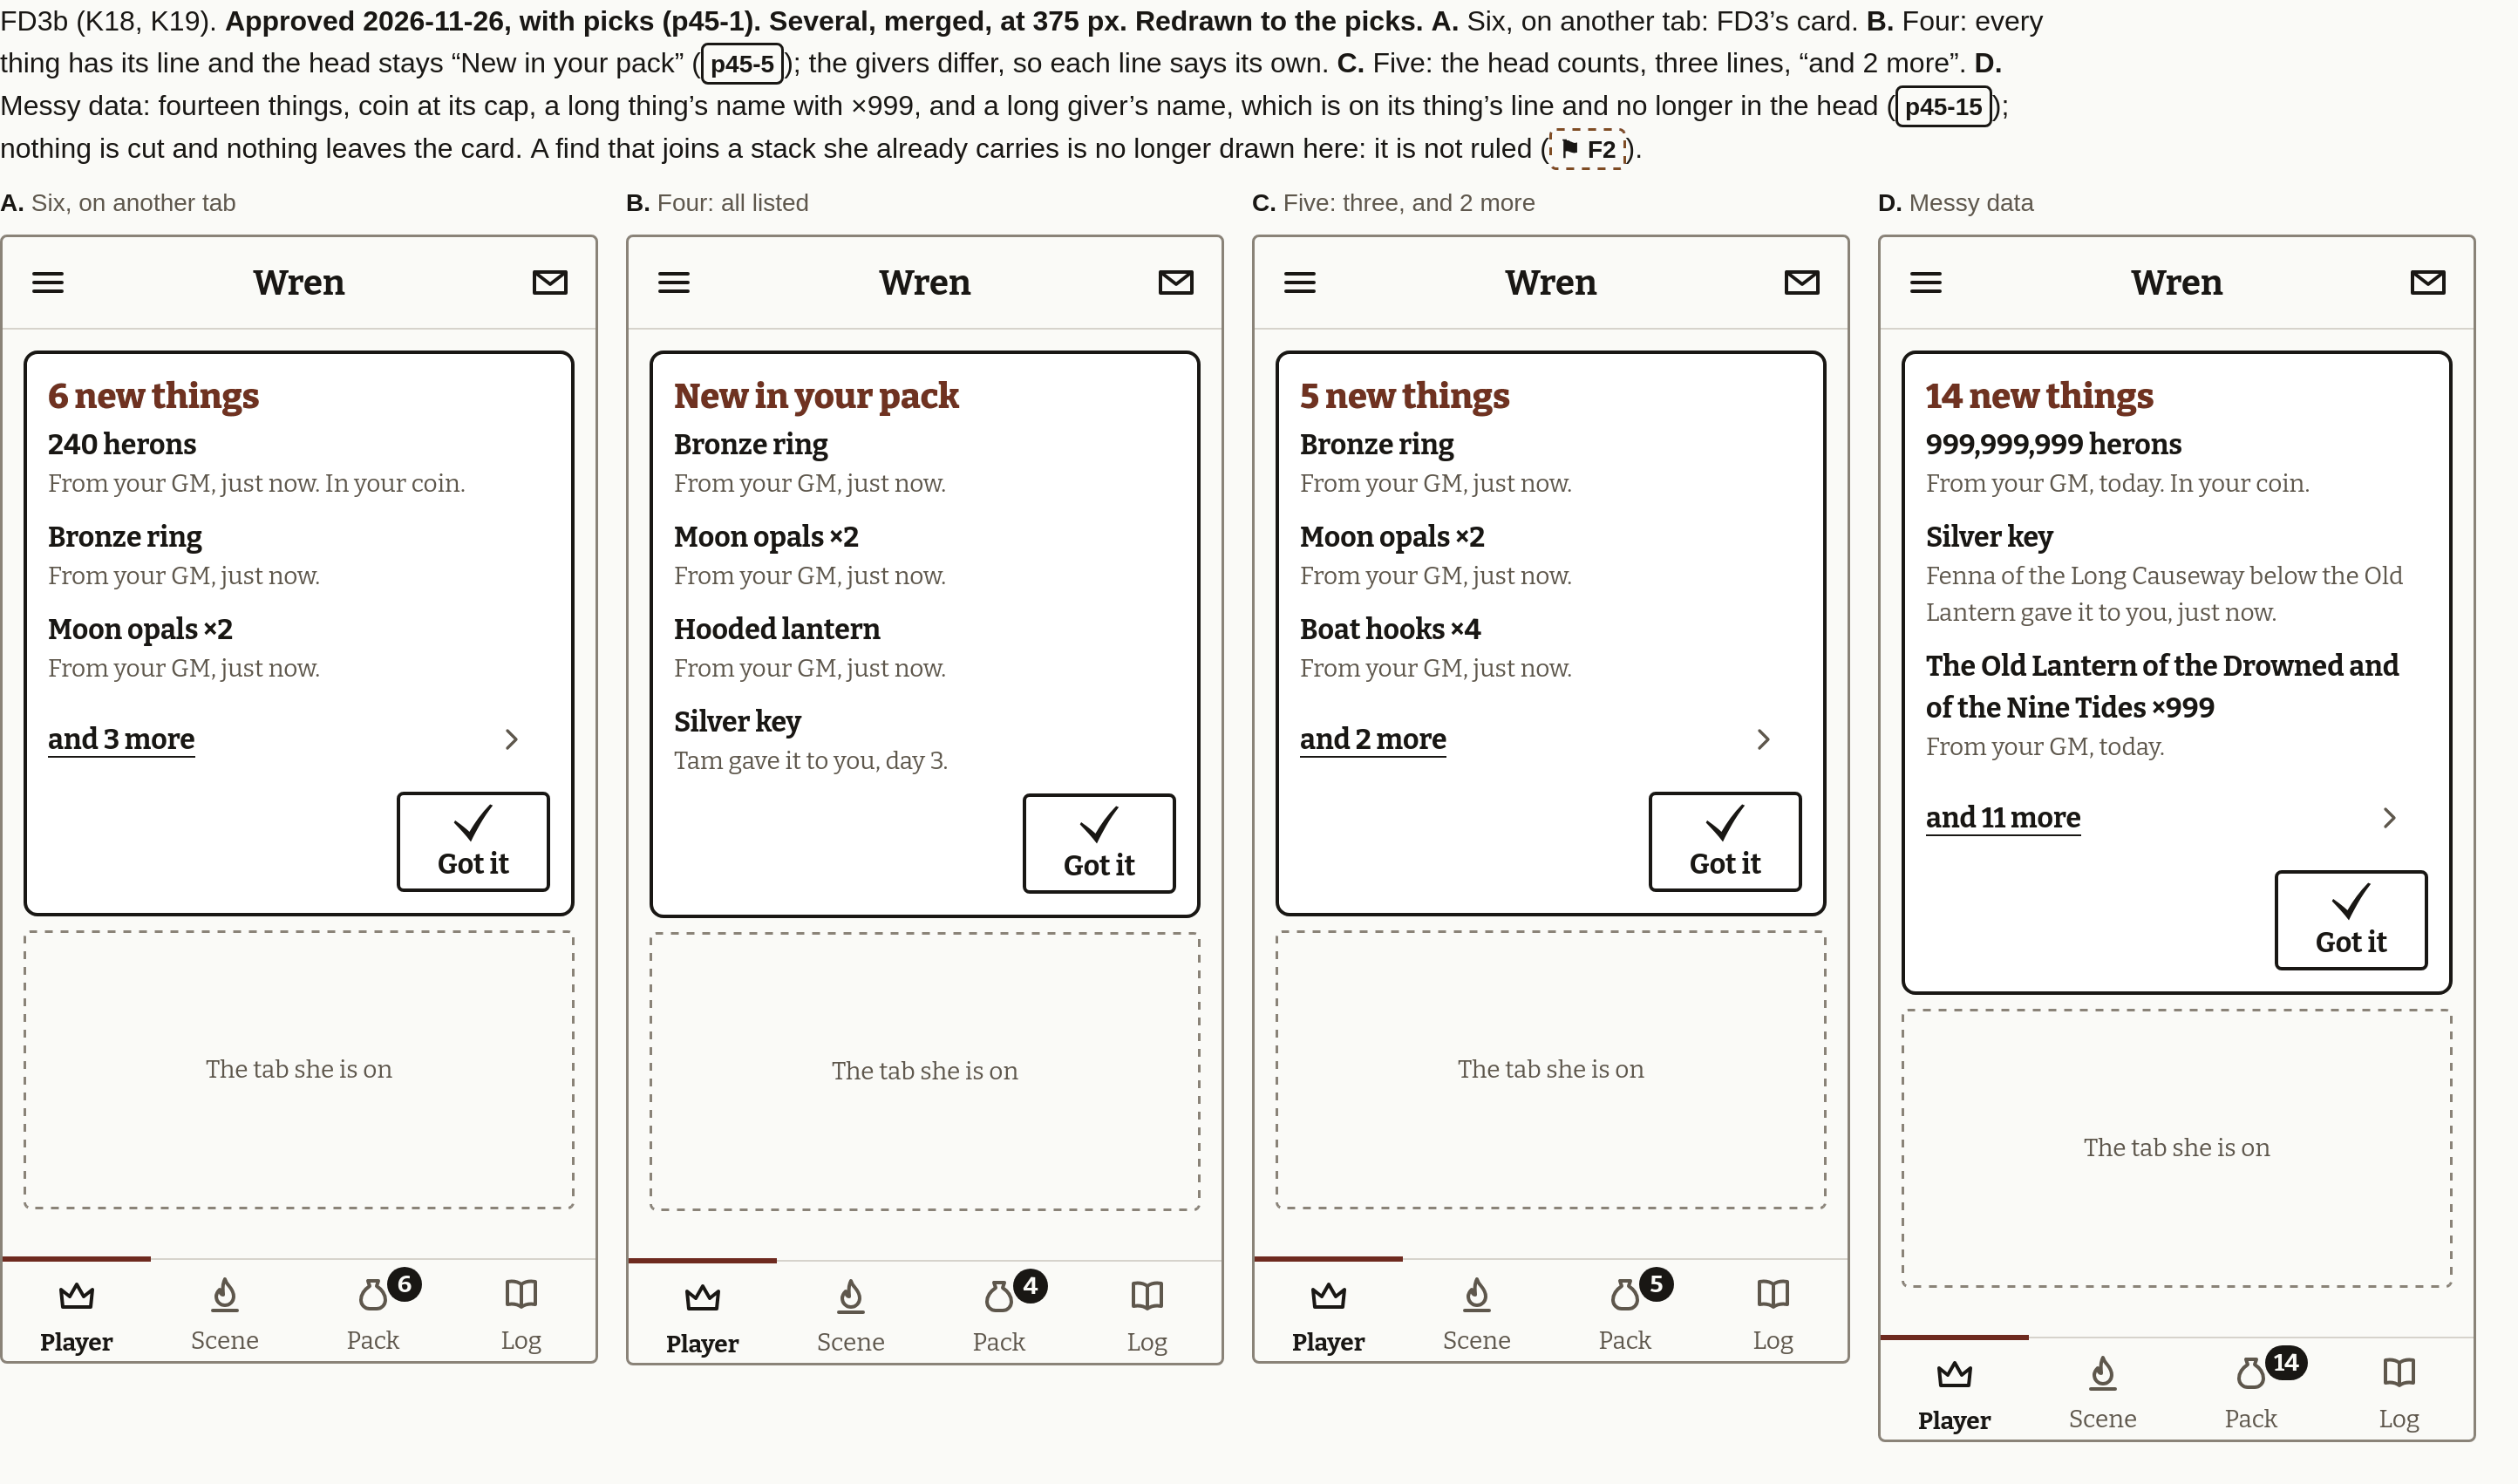 FD3b (K18, K19). Approved 2026-11-26, with picks (p45-1). Several, merged, at 375 px. Redrawn to the picks. A. Six, on another tab: FD3’s card. B. Four: every
thing has its line and the head stays “New in your pack” (p45-5); the givers differ, so each line says its own. C. Five: the head counts, three lines, “and 2 more”. D.
Messy data: fourteen things, coin at its cap, a long thing’s name with ×999, and a long giver’s name, which is on its thing’s line and no longer in the head (p45-15);
nothing is cut and nothing leaves the card. A find that joins a stack she already carries is no longer drawn here: it is not ruled (⚑ F2).
A. Six, on another tab
Wren
6 new things
240 herons
From your GM, just now. In your coin.
Bronze ring
From your GM, just now.
Moon opals ×2
From your GM, just now.
and 3 more
Got it
The tab she is on
6
Player
Scene
Pack
Log
B. Four: all listed
Wren
New in your pack
Bronze ring
From your GM, just now.
Moon opals ×2
From your GM, just now.
Hooded lantern
From your GM, just now.
Silver key
Tam gave it to you, day 3.
Got it
The tab she is on
4
Player
Scene
Pack
Log
C. Five: three, and 2 more
Wren
5 new things
Bronze ring
From your GM, just now.
Moon opals ×2
From your GM, just now.
Boat hooks ×4
From your GM, just now.
and 2 more
Got it
The tab she is on
5
Player
Scene
Pack
Log
D. Messy data
Wren
14 new things
999,999,999 herons
From your GM, today. In your coin.
Silver key
Fenna of the Long Causeway below the Old
Lantern gave it to you, just now.
The Old Lantern of the Drowned and
of the Nine Tides ×999
From your GM, today.
and 11 more
Got it
The tab she is on
14
Player
Scene
Pack
Log